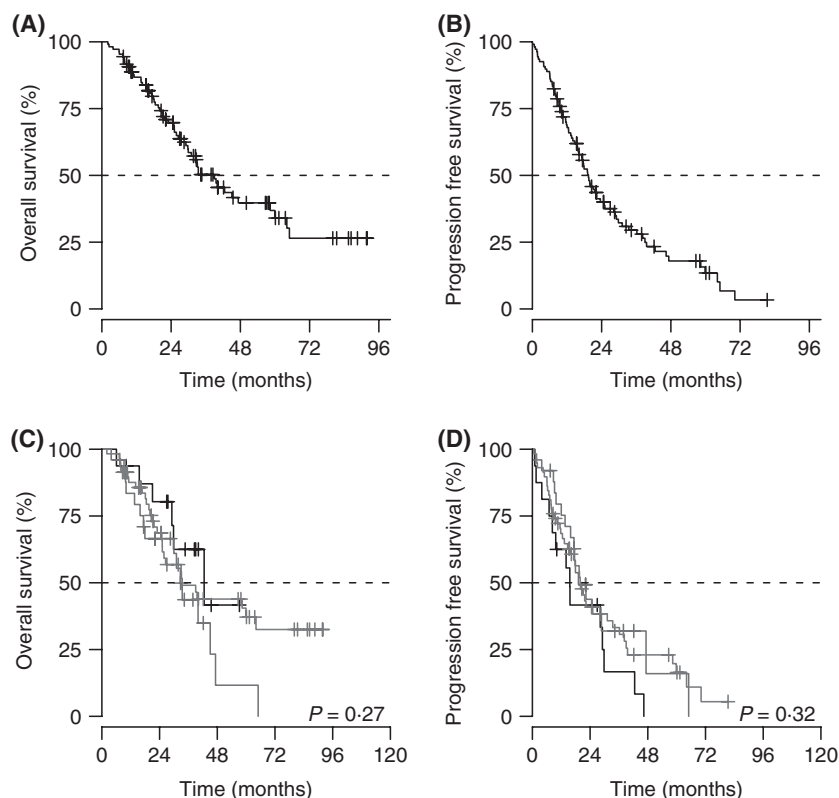 (A)
100
75
50
25
0
Overall survival (%)
0 24 48 72 96
Time (months)
(B)
100
75
50
25
0
Progression free survival (%)
0 24 48 72 96
Time (months)
(C)
100
75
50
25
0
Overall survival (%)
P = 0·27
0 24 48 72 96 120
Time (months)
(D)
100
75
50
25
0
Progression free survival (%)
P = 0·32
0 24 48 72 96 120
Time (months)